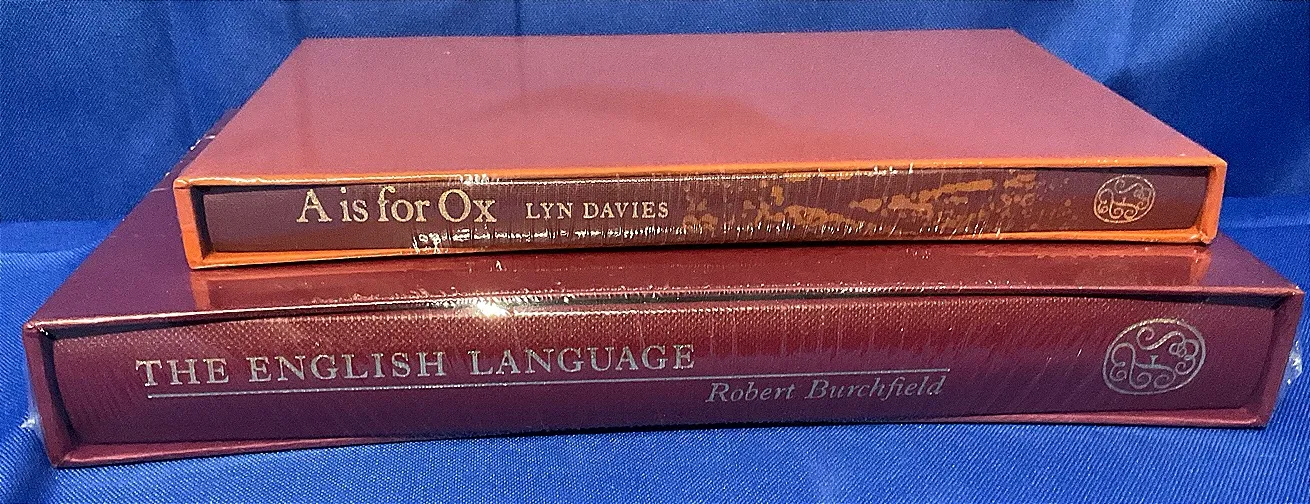 A is for Ox LYN DAVIES
THE ENGLISH LANGUAGE
Robert Burchfield